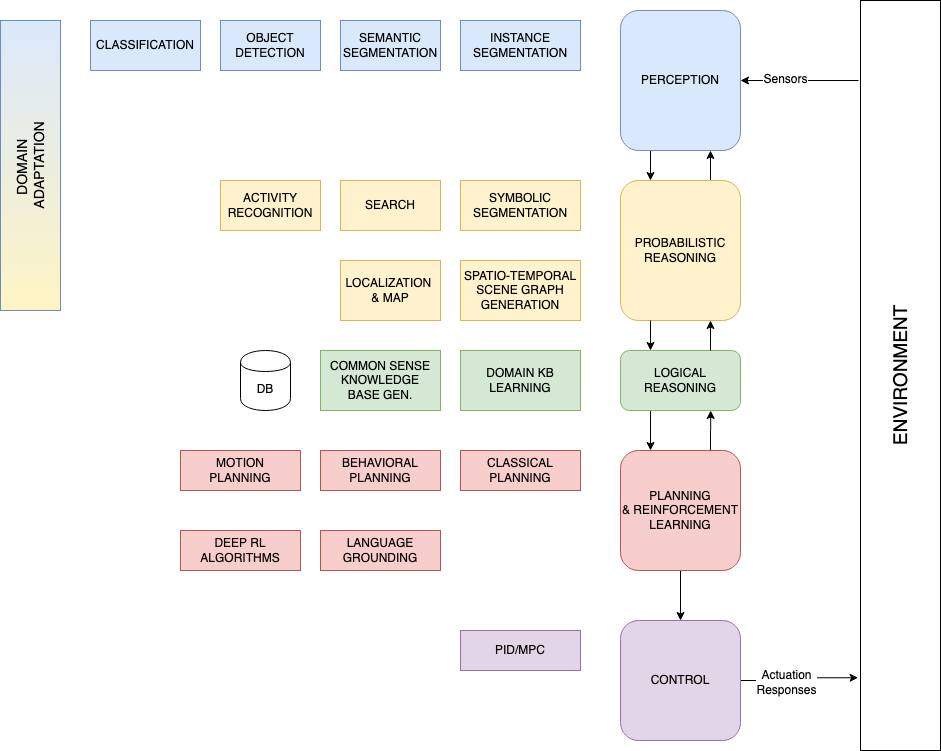 DOMAIN
ADAPTATION
CLASSIFICATION
OBJECT
DETECTION
SEMANTIC
SEGMENTATION
INSTANCE
SEGMENTATION
PERCEPTION
Sensors
ACTIVITY
RECOGNITION
SEARCH
SYMBOLIC
SEGMENTATION
PROBABILISTIC
REASONING
LOCALIZATION
& MAP
SPATIO-TEMPORAL
SCENE GRAPH
GENERATION
ENVIRONMENT
DB
COMMON SENSE
KNOWLEDGE
BASE GEN.
DOMAIN KB
LEARNING
LOGICAL
REASONING
MOTION
PLANNING
BEHAVIORAL
PLANNING
CLASSICAL
PLANNING
PLANNING
& REINFORCEMENT
LEARNING
DEEP RL
ALGORITHMS
LANGUAGE
GROUNDING
PID/MPC
CONTROL
Actuation
Responses